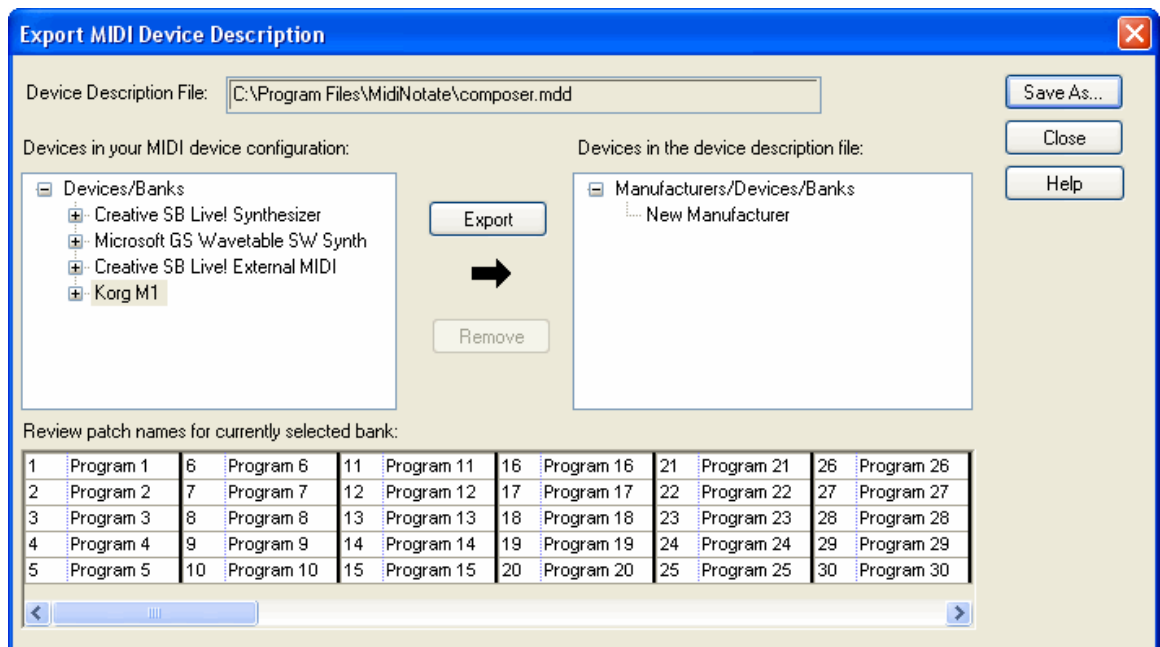 Export MIDI Device Description
Device Description File: C:\Program Files\MidiNotate\composer.mdd
Save As...
Close
Help
Devices in your MIDI device configuration:
Devices/Banks
Creative SB Live! Synthesizer
Microsoft GS Wavetable SW Synth
Creative SB Live! External MIDI
Korg M1
Export
Remove
Devices in the device description file:
Manufacturers/Devices/Banks
New Manufacturer
Review patch names for currently selected bank:
1 Program 1 6 Program 6 11 Program 11 16 Program 16 21 Program 21 26 Program 26
2 Program 2 7 Program 7 12 Program 12 17 Program 17 22 Program 22 27 Program 27
3 Program 3 8 Program 8 13 Program 13 18 Program 18 23 Program 23 28 Program 28
4 Program 4 9 Program 9 14 Program 14 19 Program 19 24 Program 24 29 Program 29
5 Program 5 10 Program 10 15 Program 15 20 Program 20 25 Program 25 30 Program 30